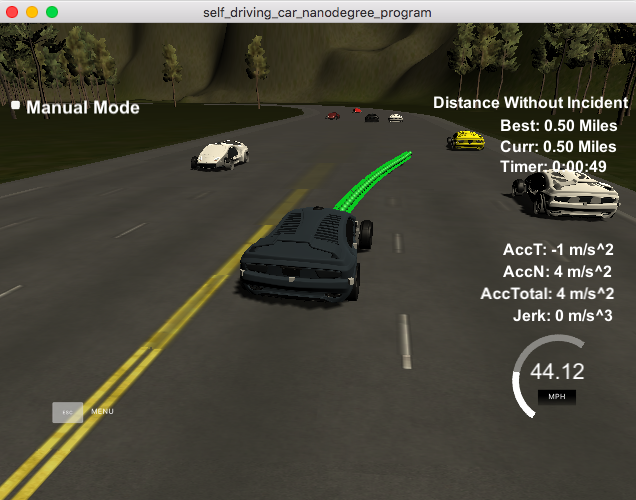 self_driving_car_nanodegree_program
Manual Mode
Distance Without Incident
Best: 0.50 Miles
Curr: 0.50 Miles
Timer: 0:00:49
AccT: -1 m/s^2
AccN: 4 m/s^2
AccTotal: 4 m/s^2
Jerk: 0 m/s^3
44.12
MPH
ESC MENU